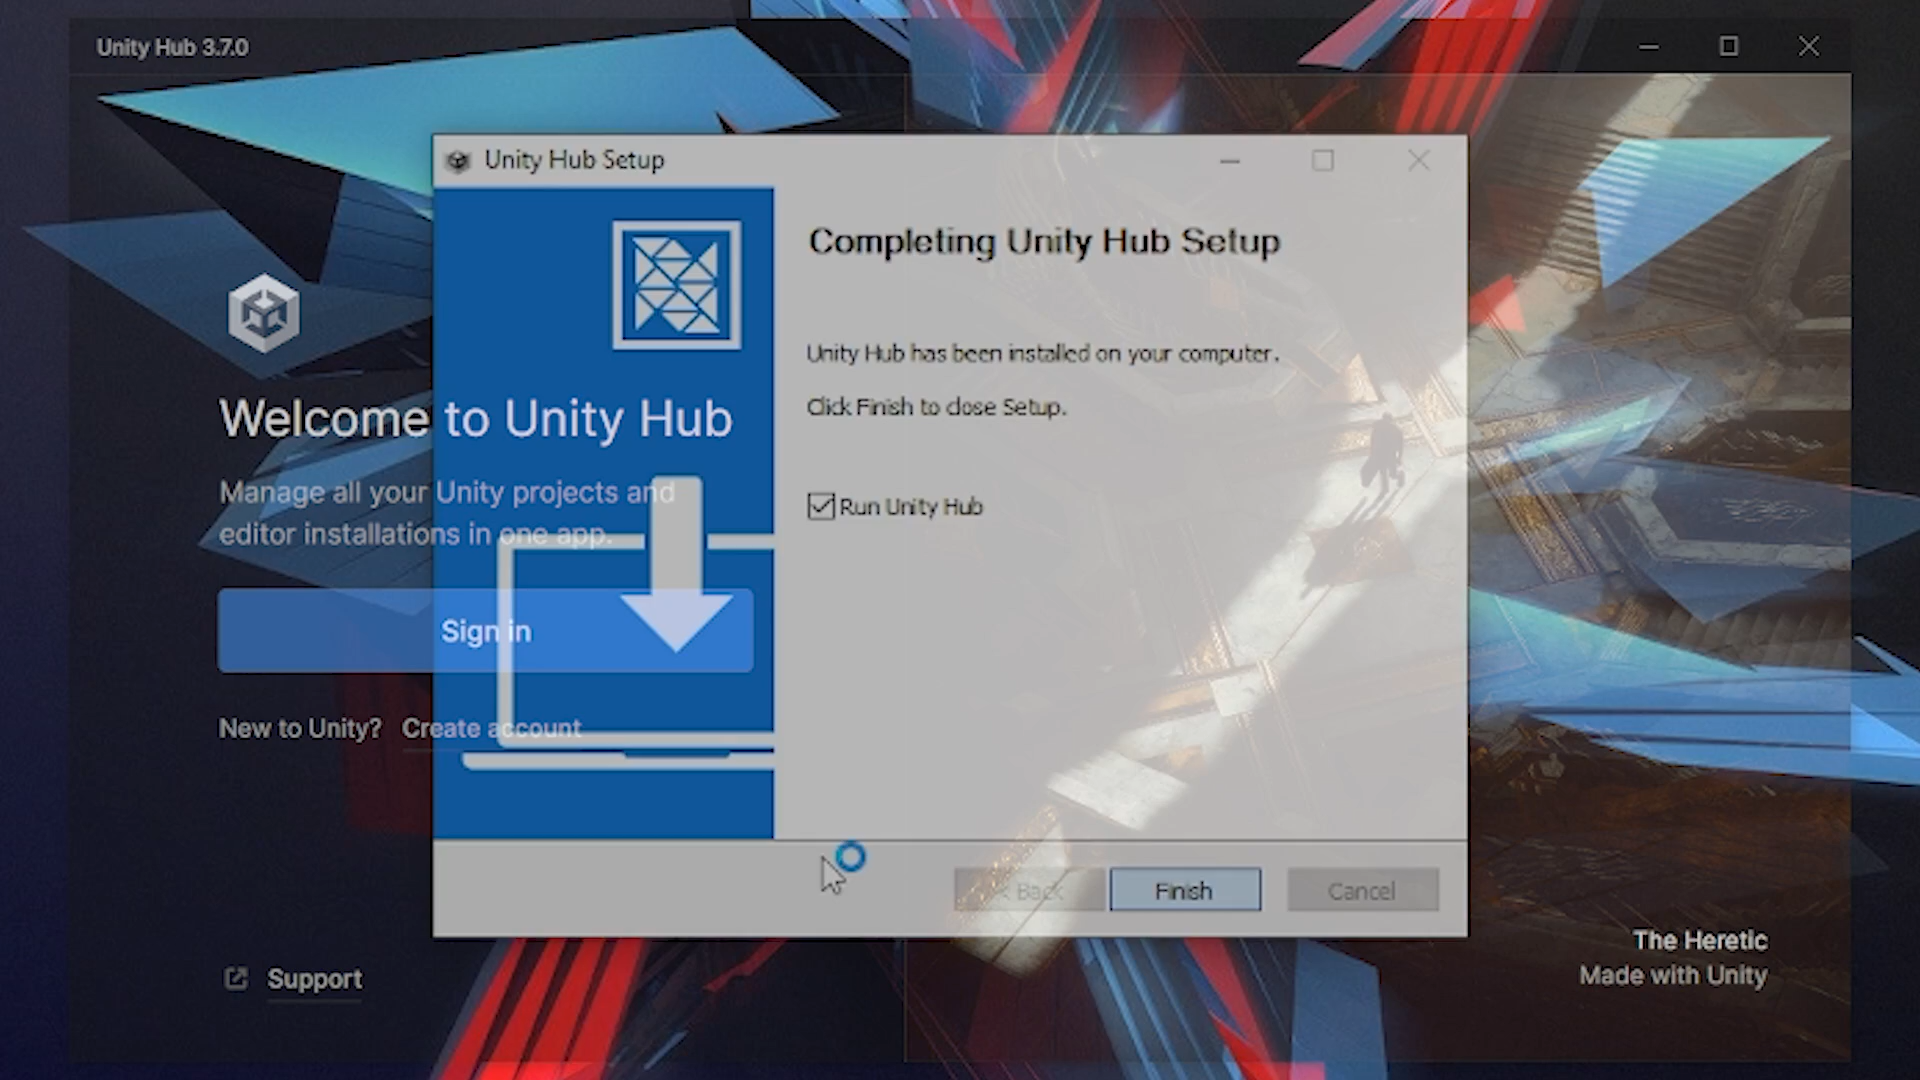 Unity Hub 3.7.0
Unity Hub Setup
Completing Unity Hub Setup
Unity Hub has been installed on your computer.
Click Finish to close Setup.
Run Unity Hub
Welcome to Unity Hub
Manage all your Unity projects and
editor installations in one app.
Sign in
New to Unity? Create account
< Back
Finish
Cancel
Support
The Heretic
Made with Unity